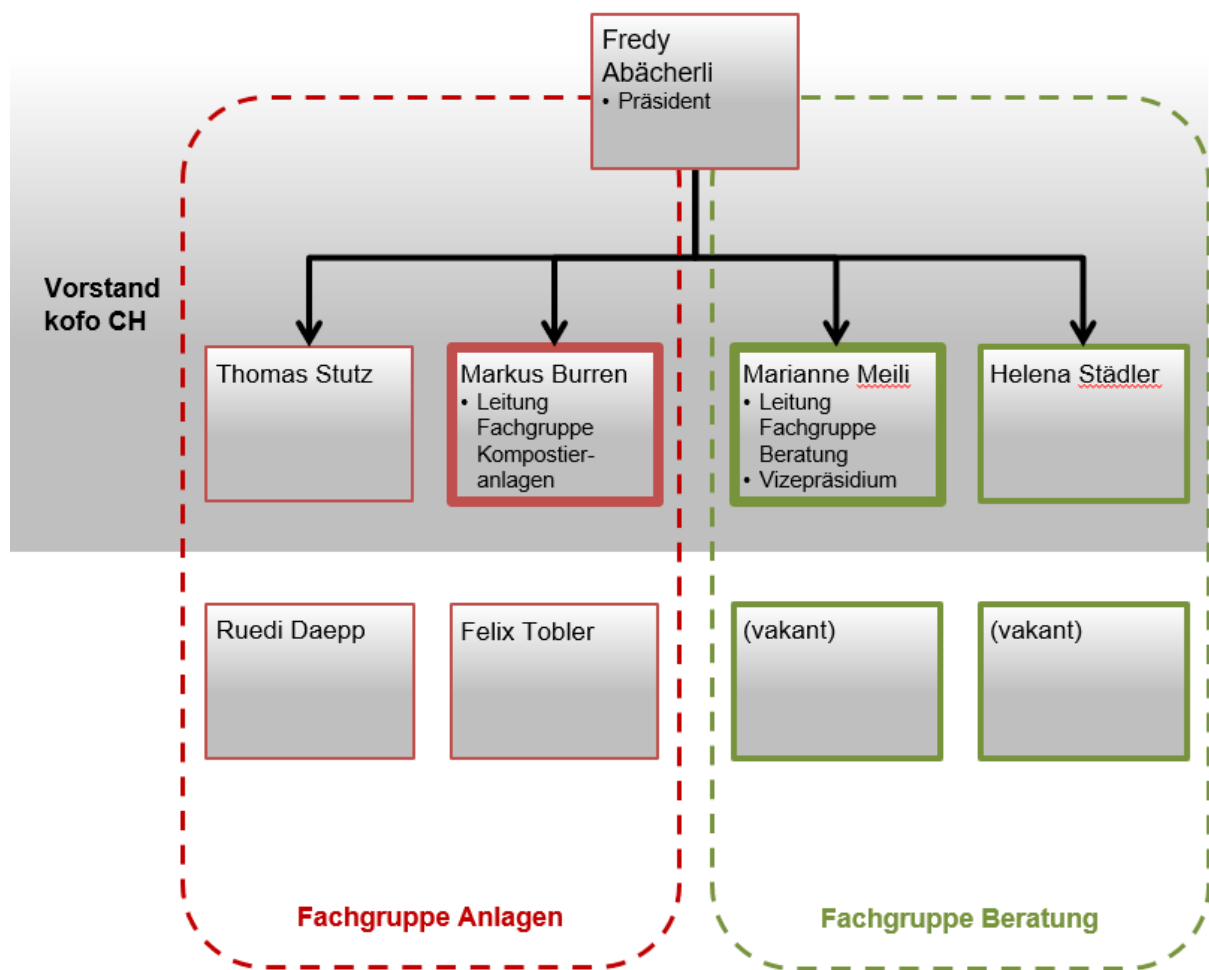 Fredy
Abächerli
• Präsident
Vorstand
kofo CH
Thomas Stutz
Markus Burren
• Leitung
Fachgruppe
Kompostier-
anlagen
Marianne Meili
• Leitung
Fachgruppe
Beratung
• Vizepräsidium
Helena Städler
Ruedi Daepp
Felix Tobler
(vakant)
(vakant)
Fachgruppe Anlagen
Fachgruppe Beratung